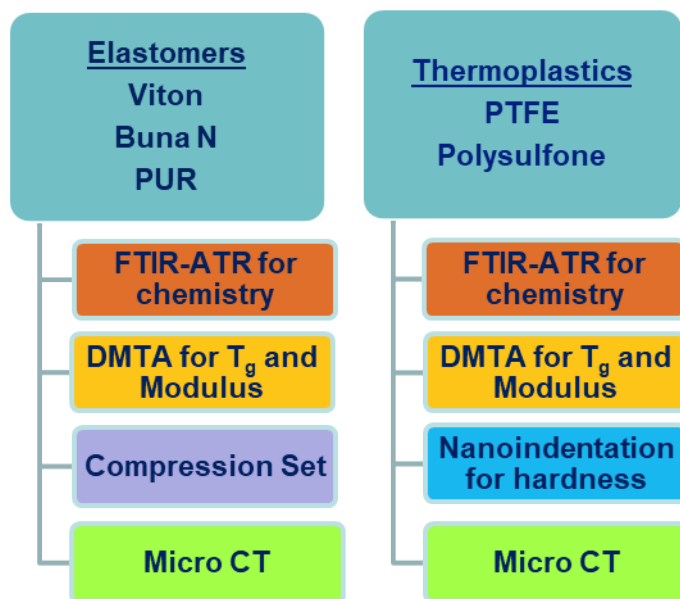 Elastomers
Viton
Buna N
PUR
FTIR-ATR for
chemistry
DMTA for Tg and
Modulus
Compression Set
Micro CT
Thermoplastics
PTFE
Polysulfone
FTIR-ATR for
chemistry
DMTA for Tg and
Modulus
Nanoindentation
for hardness
Micro CT